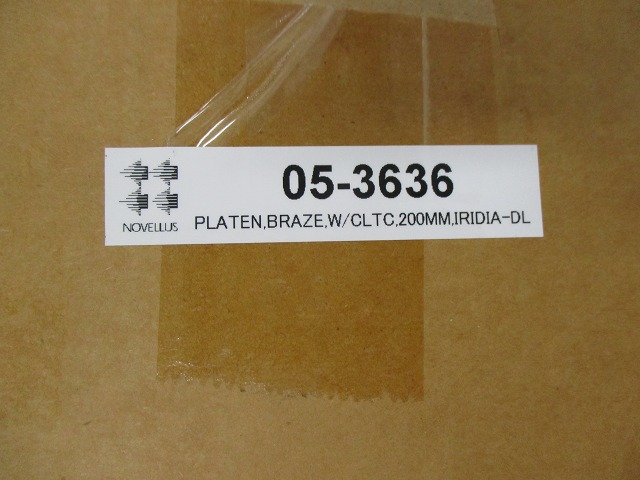 05-3636
NOVELLUS
PLATEN,BRAZE,W/CLTC,200MM,IRIDIA-DL